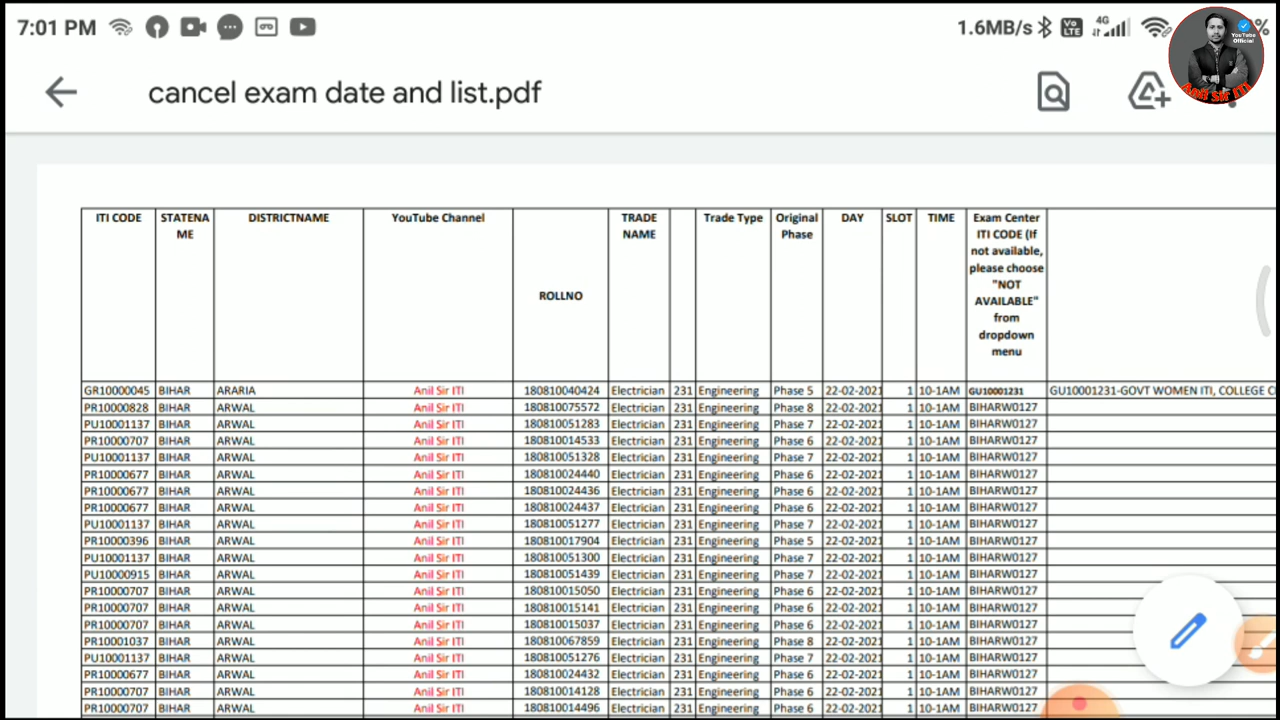 7:01 PM 1.6MB/s Vo LTE 4G %
YouTube Official
Anil Sir ITI
cancel exam date and list.pdf
ITI CODE STATENA ME DISTRICTNAME YouTube Channel ROLLNO TRADE NAME Trade Type Original Phase DAY SLOT TIME Exam Center ITI CODE (If not available, please choose "NOT AVAILABLE" from dropdown menu
GR10000045 BIHAR ARARIA Anil Sir ITI 180810040424 Electrician 231 Engineering Phase 5 22-02-2021 1 10-1AM GU10001231 GU10001231-GOVT WOMEN ITI, COLLEGE C
PR10000828 BIHAR ARWAL Anil Sir ITI 180810075572 Electrician 231 Engineering Phase 8 22-02-2021 1 10-1AM BIHARW0127
PU10001137 BIHAR ARWAL Anil Sir ITI 180810051283 Electrician 231 Engineering Phase 7 22-02-2021 1 10-1AM BIHARW0127
PR10000707 BIHAR ARWAL Anil Sir ITI 180810014533 Electrician 231 Engineering Phase 6 22-02-2021 1 10-1AM BIHARW0127
PU10001137 BIHAR ARWAL Anil Sir ITI 180810051328 Electrician 231 Engineering Phase 7 22-02-2021 1 10-1AM BIHARW0127
PR10000677 BIHAR ARWAL Anil Sir ITI 180810024440 Electrician 231 Engineering Phase 6 22-02-2021 1 10-1AM BIHARW0127
PR10000677 BIHAR ARWAL Anil Sir ITI 180810024436 Electrician 231 Engineering Phase 6 22-02-2021 1 10-1AM BIHARW0127
PR10000677 BIHAR ARWAL Anil Sir ITI 180810024437 Electrician 231 Engineering Phase 6 22-02-2021 1 10-1AM BIHARW0127
PU10001137 BIHAR ARWAL Anil Sir ITI 180810051277 Electrician 231 Engineering Phase 7 22-02-2021 1 10-1AM BIHARW0127
PR10000396 BIHAR ARWAL Anil Sir ITI 180810017904 Electrician 231 Engineering Phase 5 22-02-2021 1 10-1AM BIHARW0127
PU10001137 BIHAR ARWAL Anil Sir ITI 180810051300 Electrician 231 Engineering Phase 7 22-02-2021 1 10-1AM BIHARW0127
PU10000915 BIHAR ARWAL Anil Sir ITI 180810051439 Electrician 231 Engineering Phase 7 22-02-2021 1 10-1AM BIHARW0127
PR10000707 BIHAR ARWAL Anil Sir ITI 180810015050 Electrician 231 Engineering Phase 6 22-02-2021 1 10-1AM BIHARW0127
PR10000707 BIHAR ARWAL Anil Sir ITI 180810015141 Electrician 231 Engineering Phase 6 22-02-2021 1 10-1AM BIHARW0127
PR10000707 BIHAR ARWAL Anil Sir ITI 180810015037 Electrician 231 Engineering Phase 6 22-02-2021 1 10-1AM BIHARW0127
PR10001037 BIHAR ARWAL Anil Sir ITI 180810067859 Electrician 231 Engineering Phase 8 22-02-2021 1 10-1AM BIHARW0127
PU10001137 BIHAR ARWAL Anil Sir ITI 180810051276 Electrician 231 Engineering Phase 7 22-02-2021 1 10-1AM BIHARW0127
PR10000677 BIHAR ARWAL Anil Sir ITI 180810024432 Electrician 231 Engineering Phase 6 22-02-2021 1 10-1AM BIHARW0127
PR10000707 BIHAR ARWAL Anil Sir ITI 180810014128 Electrician 231 Engineering Phase 6 22-02-2021 1 10-1AM BIHARW0127
PR10000707 BIHAR ARWAL Anil Sir ITI 180810014496 Electrician 231 Engineering Phase 6 22-02-2021 1 10-1AM BIHARW0127